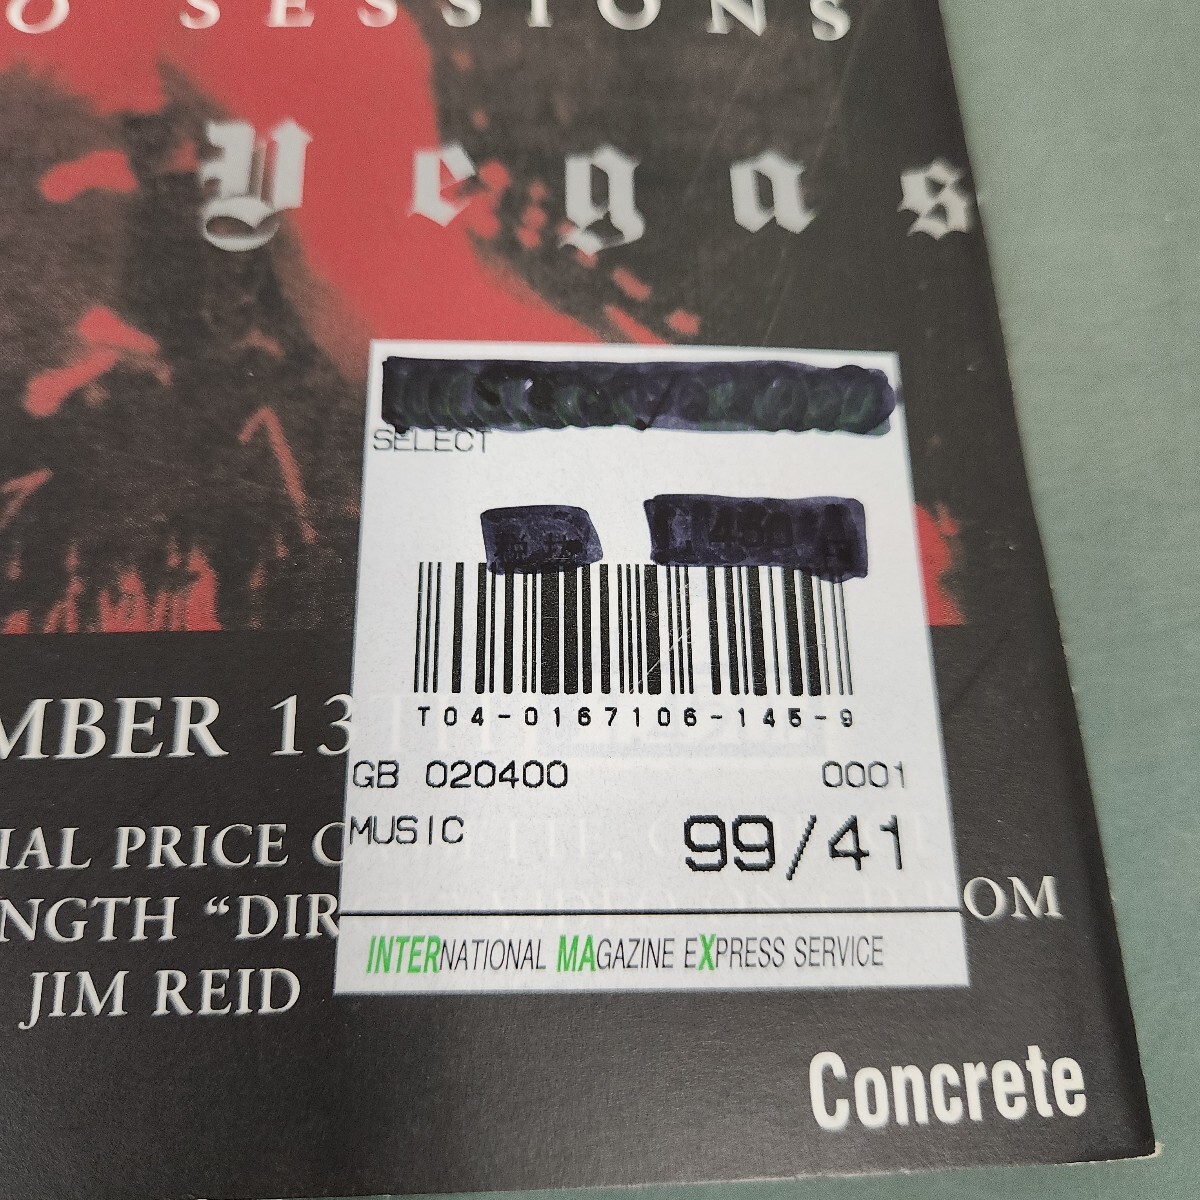 O SESSIONS
Vegas
SELECT
T04-0167106-145-9
MBER 13TH
GB 020400 0001
IAL PRICE C
MUSIC 99/41
NGTH “DIR OM
INTERNATIONAL MAGAZINE EXPRESS SERVICE
JIM REID
Concrete